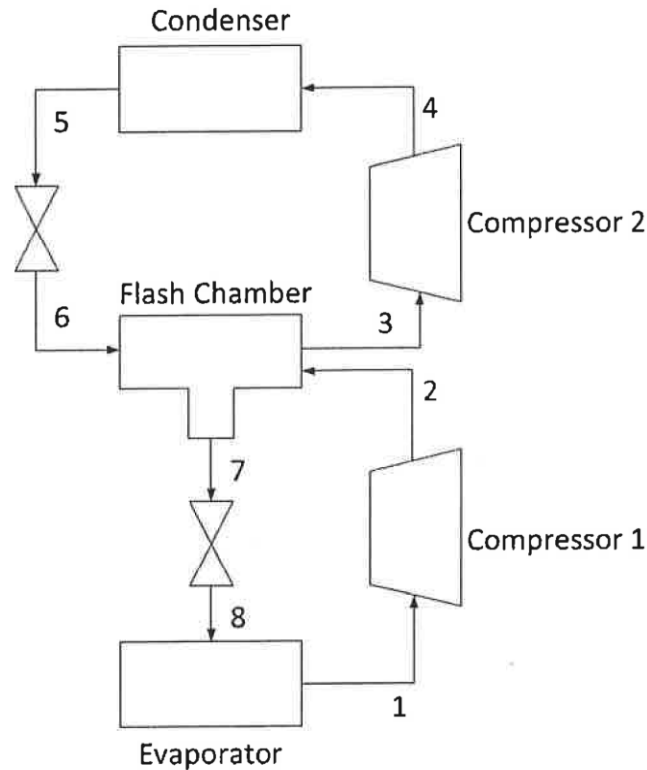 Condenser
5
4
Compressor 2
Flash Chamber
6
3
2
7
Compressor 1
8
1
Evaporator